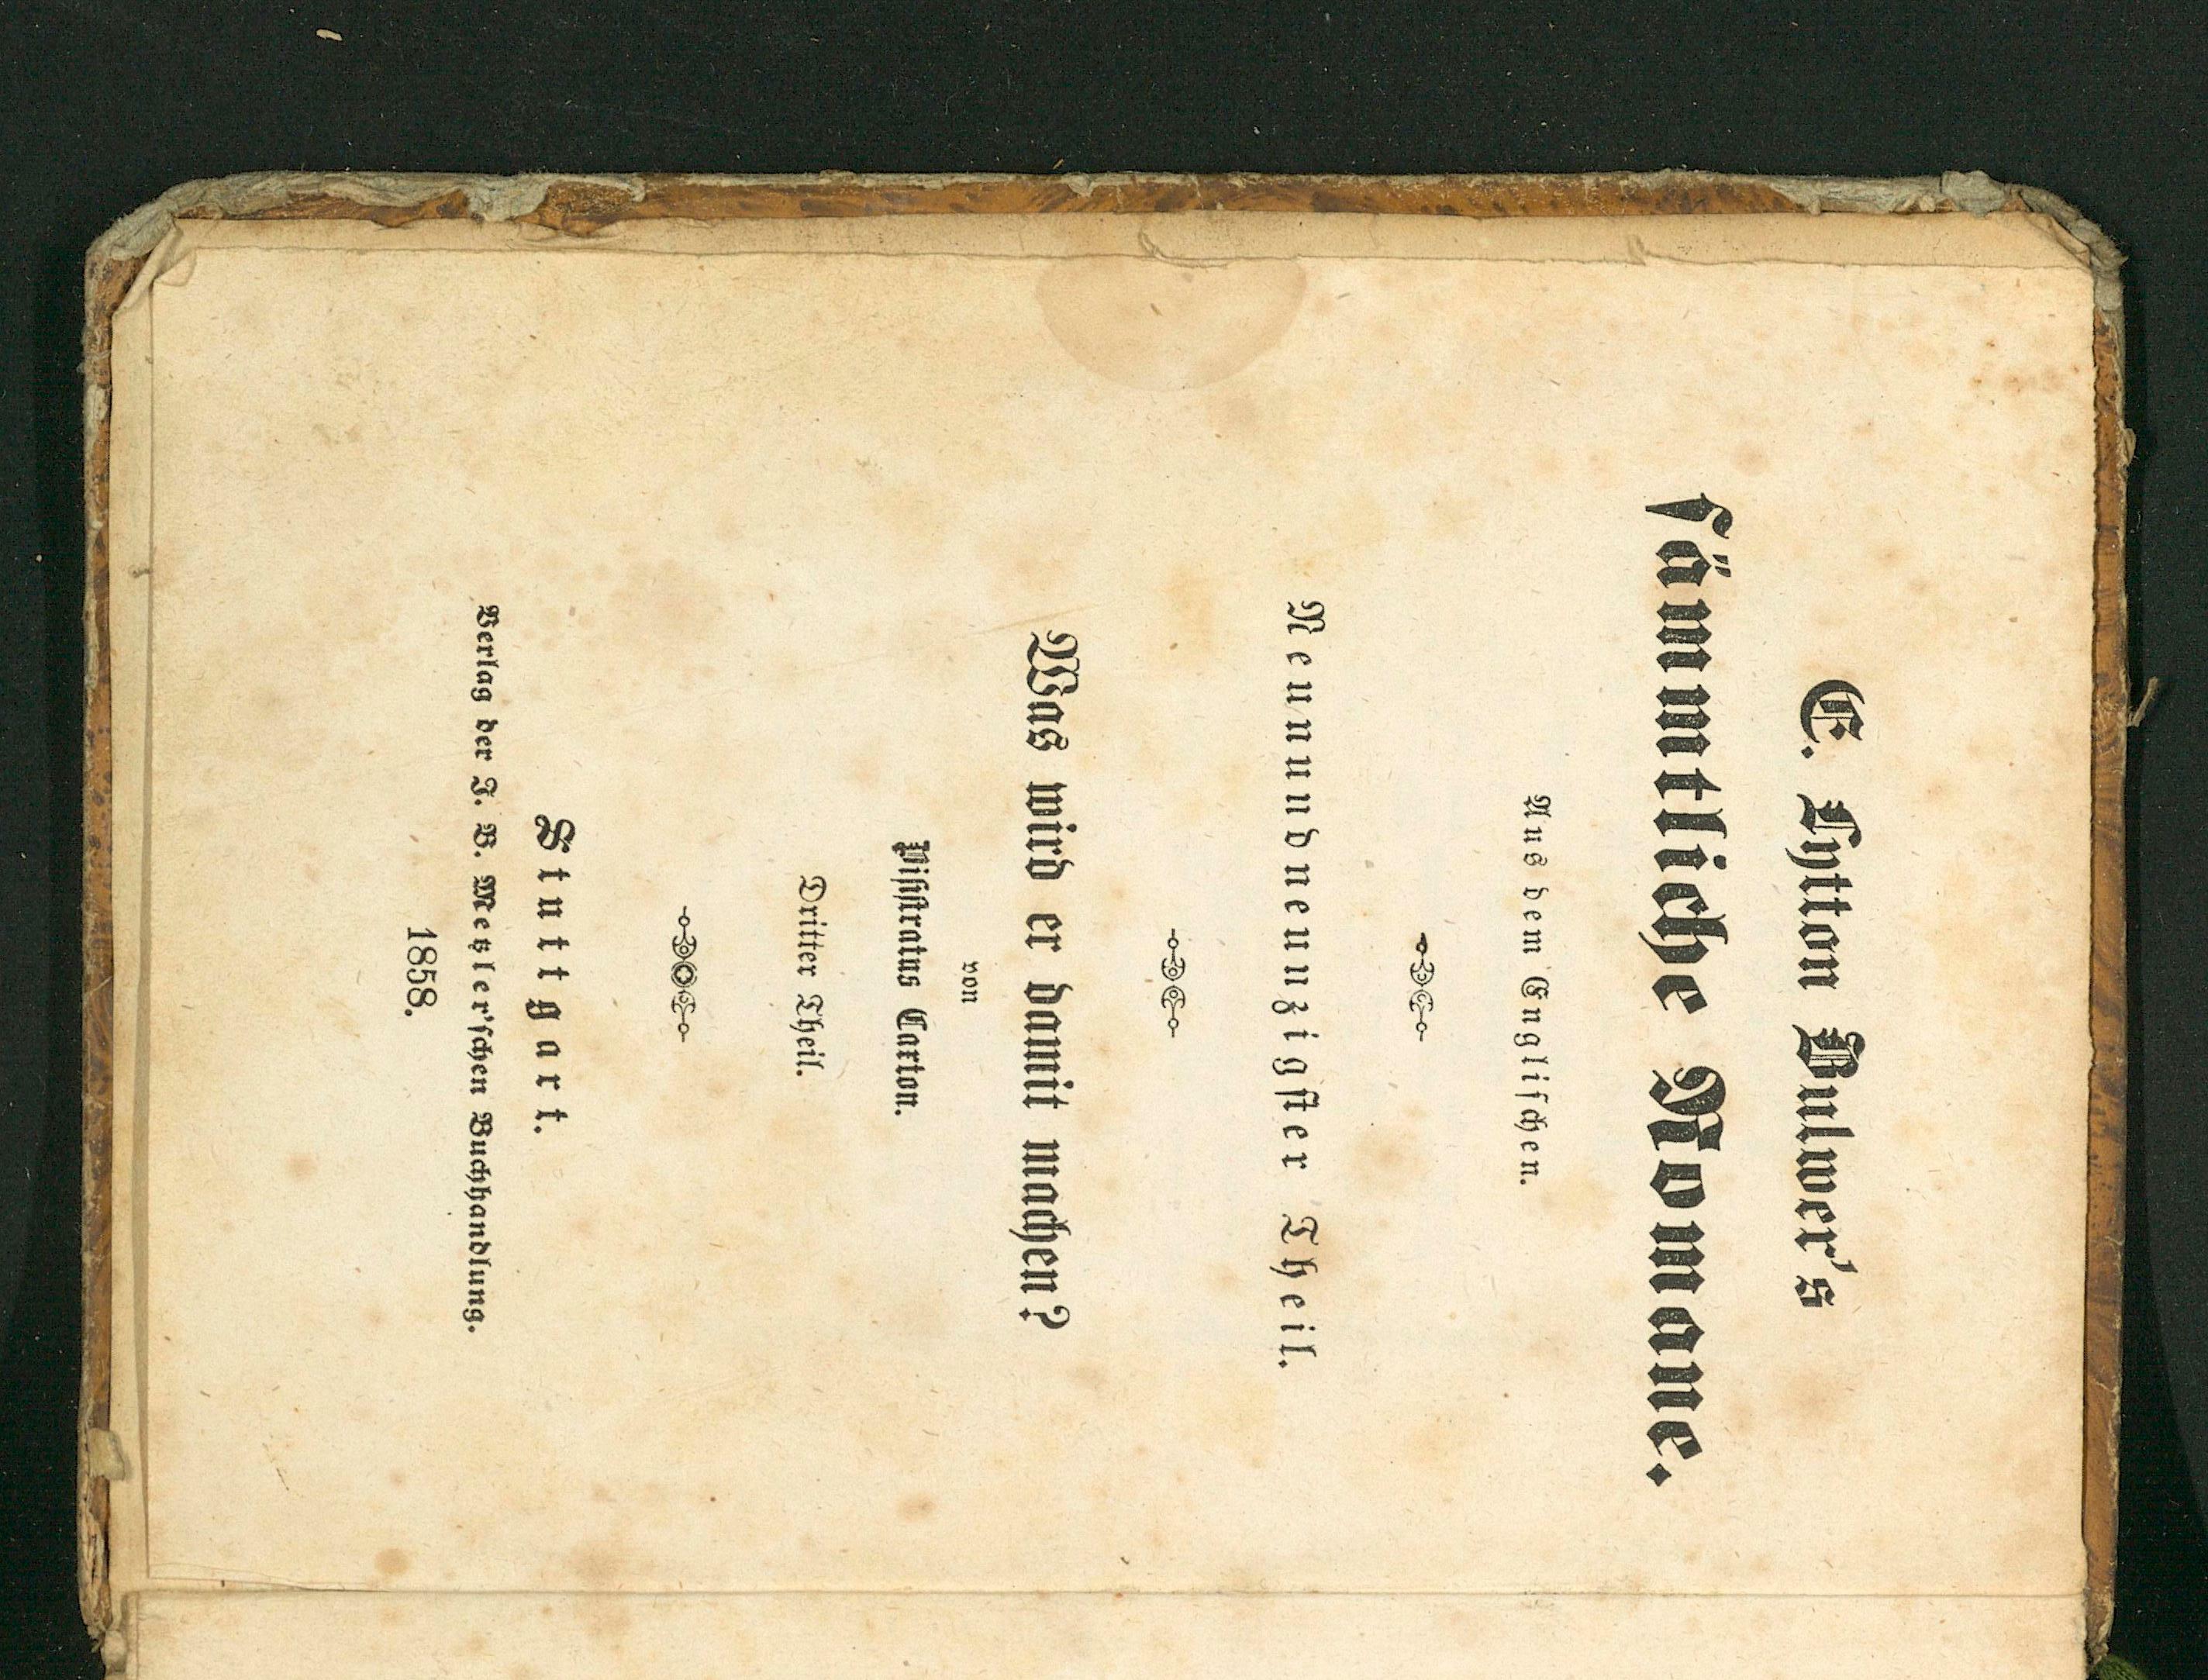 E. Lytton Bulwer's
sämmtliche Romane.
Aus dem Englischen.
Neunundneunzigster Theil.
Was wird er damit machen?
von
Pisistratus Caxton.
Dritter Theil.
Stuttgart.
Verlag der J. B. Metzler'schen Buchhandlung.
1858.